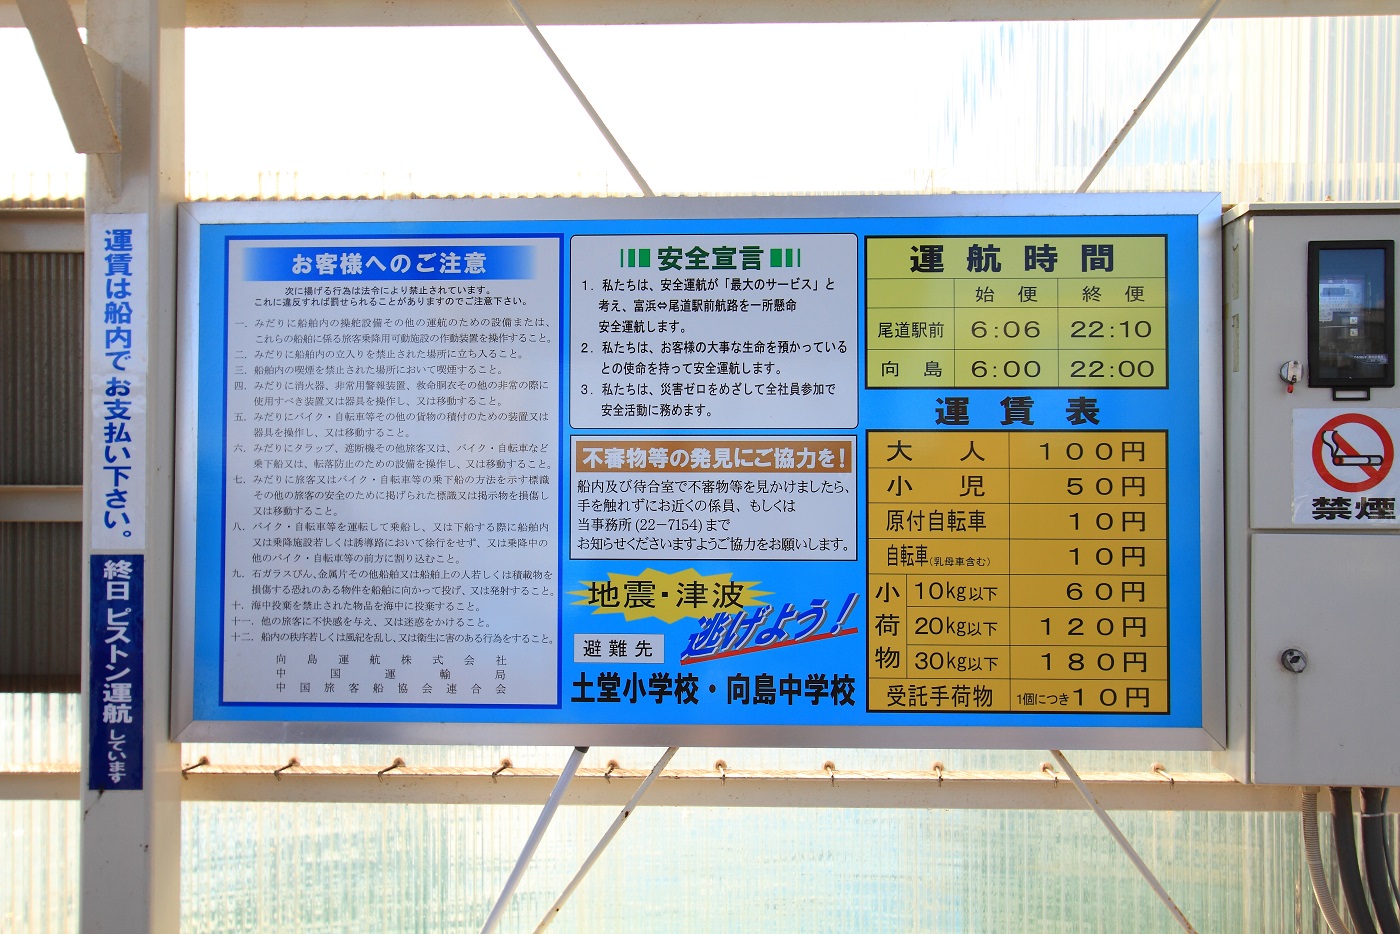 運賃は船内でお支払い下さい。
終日ピストン運航しています
お客様へのご注意
次に揚げる行為は法令により禁止されています。
これに違反すれば罰せられることがありますのでご注意下さい。
一．みだりに船舶内の操舵設備その他の運航のための設備または、
これらの船舶に係る旅客乗降用可動施設の作動装置を操作すること。
二．みだりに船舶内の立入りを禁止された場所に立ち入ること。
三．船舶内の喫煙を禁止された場所において喫煙すること。
四．みだりに消火器、非常用警報装置、救命胴衣その他の非常の際に
使用すべき装置又は器具を操作し、又は移動すること。
五．みだりにバイク・自転車等その他の貨物の積付のための装置又は
器具を操作し、又は移動すること。
六．みだりにタラップ、遮断機その他旅客又は、バイク・自転車など
乗下船又は、転落防止のための設備を操作し、又は移動すること。
七．みだりに旅客又はバイク・自転車等の乗下船の方法を示す標識
その他の旅客の安全のために掲げられた標識又は掲示物を損傷し
又は移動すること。
八．バイク・自転車等を運転して乗船し、又は下船する際に船舶内
又は乗降施設若しくは誘導路において徐行をせず、又は乗降中の
他のバイク・自転車等の前方に割り込むこと。
九．石ガラスびん、金属片その他船舶又は船舶上の人若しくは積載物を
損傷する恐れのある物件を船舶に向かって投げ、又は発射すること。
十．海中投棄を禁止された物品を海中に投棄すること。
十一．他の旅客に不快感を与え、又は迷惑をかけること。
十二．船内の秩序若しくは風紀を乱し、又は衛生に害のある行為をすること。
向島運航株式会社
中国運輸局
中国旅客船協会連合会
安全宣言
1．私たちは、安全運航が「最大のサービス」と
考え、富浜⇔尾道駅前航路を一所懸命
安全運航します。
2．私たちは、お客様の大事な生命を預かっている
との使命を持って安全運航します。
3．私たちは、災害ゼロをめざして全社員参加で
安全活動に務めます。
不審物等の発見にご協力を！
船内及び待合室で不審物等を見かけましたら、
手を触れずにお近くの係員、もしくは
当事務所(22−7154)まで
お知らせくださいますようご協力をお願いします。
地震・津波
逃げよう！
避難先
土堂小学校・向島中学校
運航時間
始便 終便
尾道駅前 6:06 22:10
向島 6:00 22:00
運賃表
大人 100円
小児 50円
原付自転車 10円
自転車(乳母車含む) 10円
小荷物 10kg以下 60円
20kg以下 120円
30kg以下 180円
受託手荷物 1個につき10円
禁煙